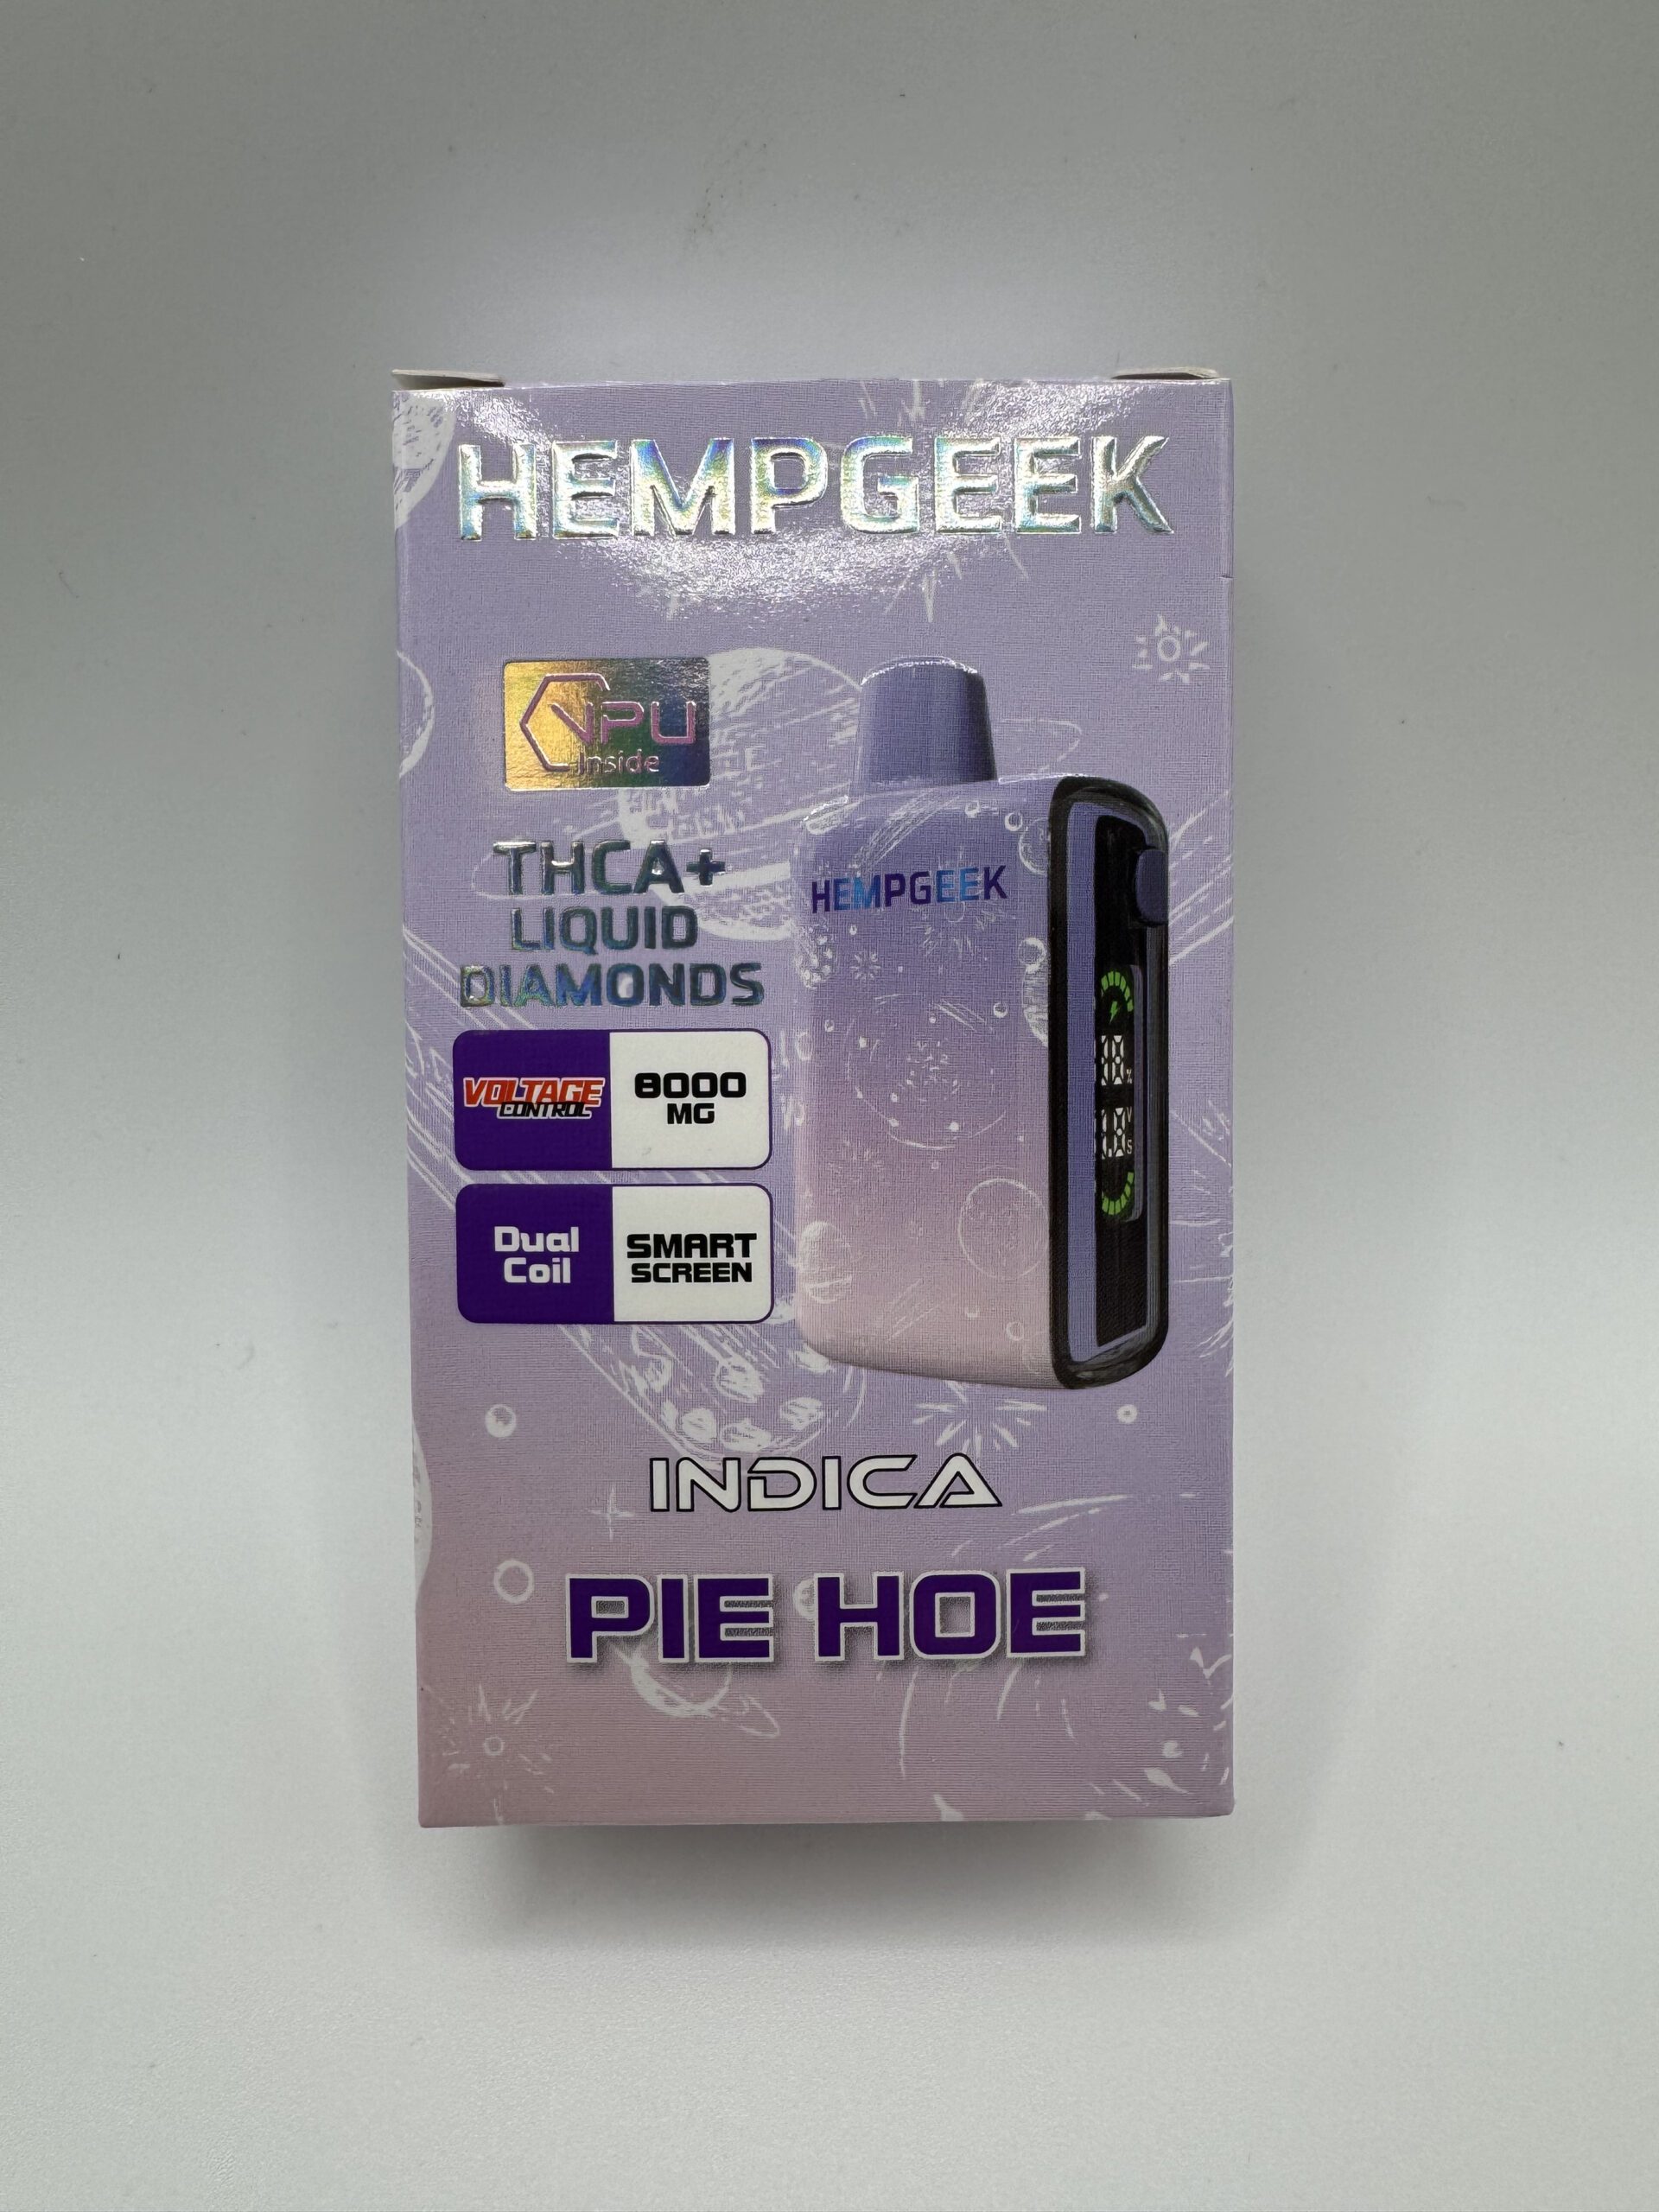 HEMPGEEK
VPU
Inside
THCA+
LIQUID
DIAMONDS
HEMPGEEK
VOLTAGE
CONTROL
8000
MG
Dual
Coil
SMART
SCREEN
INDICA
PIE HOE